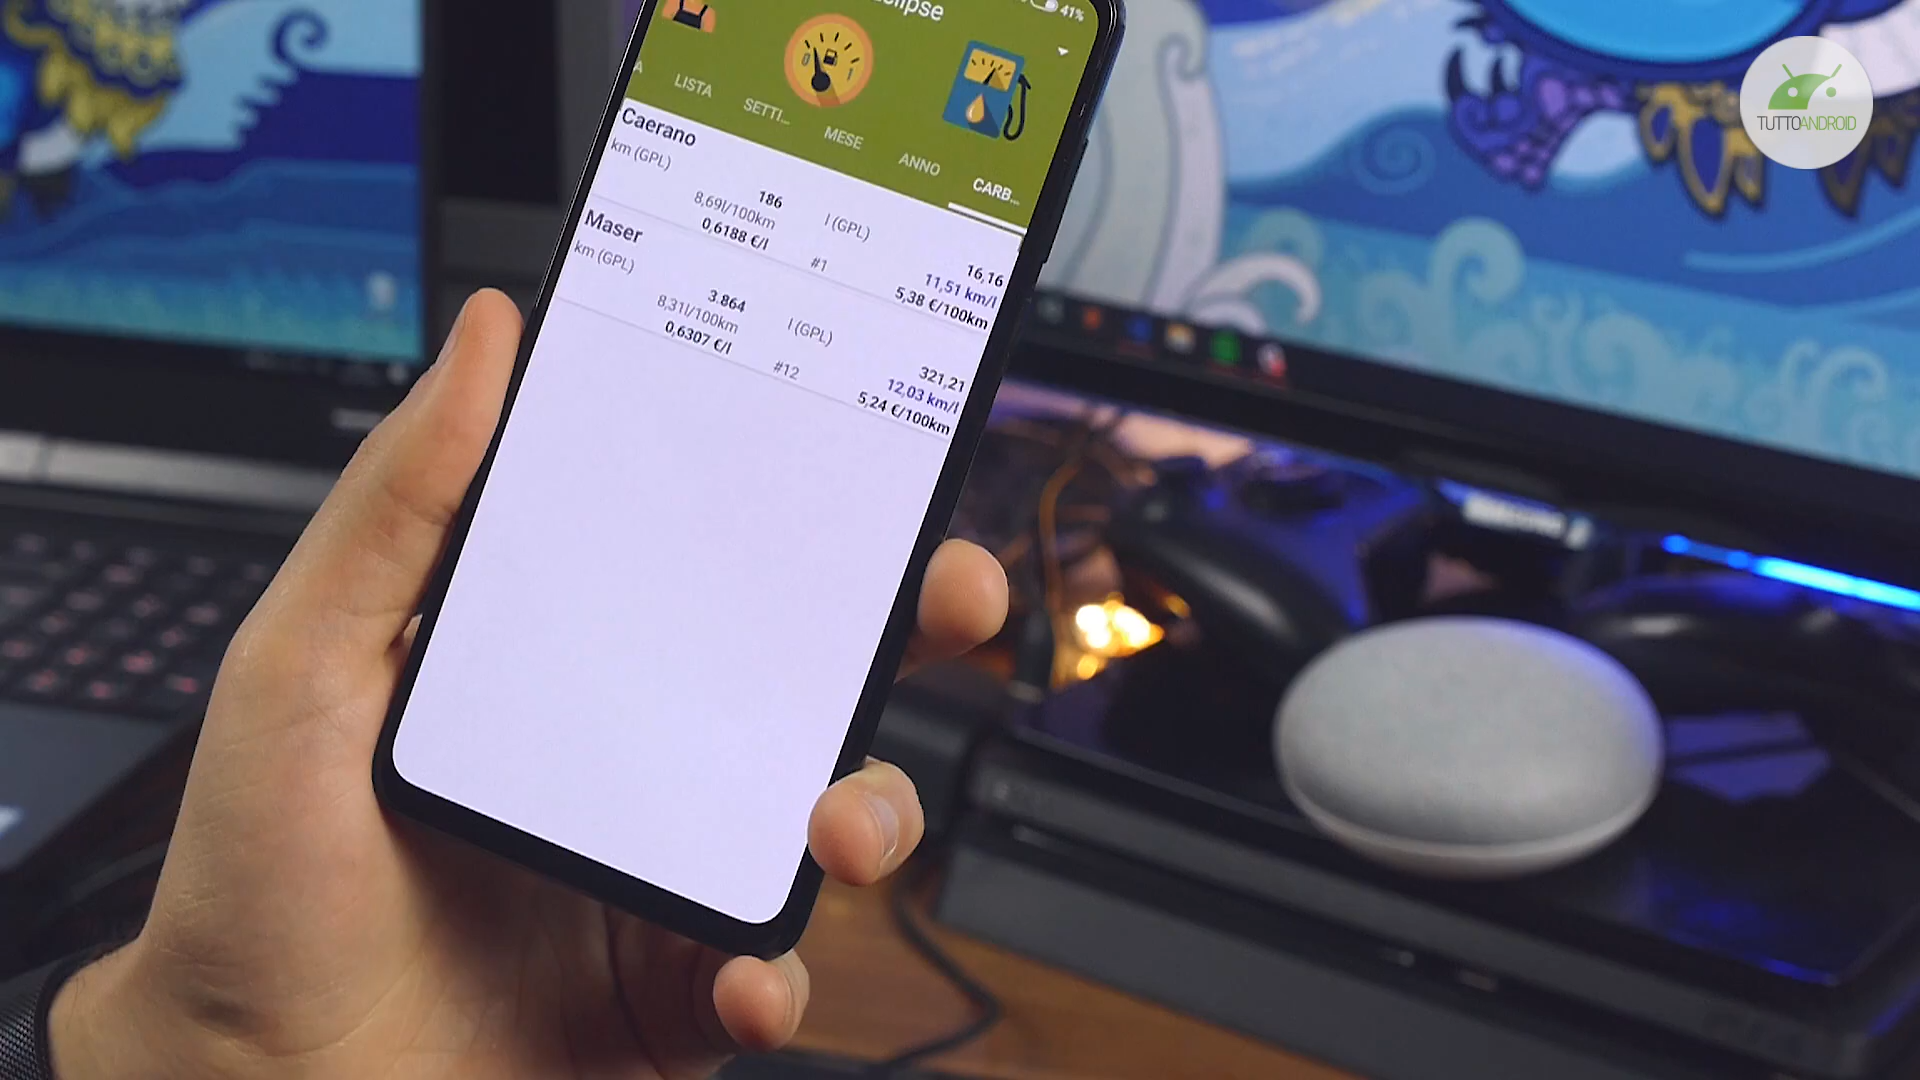 41%
LISTA
SETTI...
MESE
ANNO
CARB...
Caerano
km (GPL)
186
l (GPL)
16,16
8,69l/100km
11,51 km/l
0,6188 €/l
#1
5,38 €/100km
Maser
km (GPL)
3.864
l (GPL)
321,21
8,31l/100km
12,03 km/l
0,6307 €/l
#12
5,24 €/100km
TUTTOANDROID